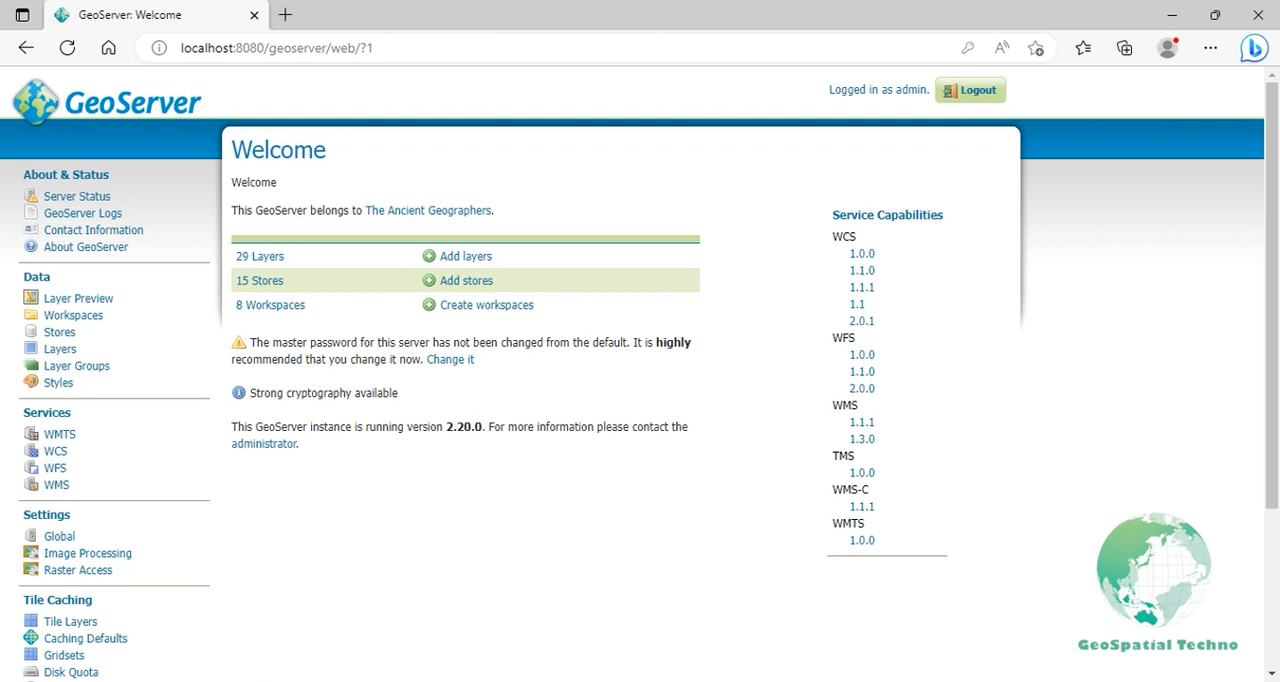 GeoServer: Welcome
localhost:8080/geoserver/web/?1
GeoServer
Logged in as admin.
Logout
About & Status
Server Status
GeoServer Logs
Contact Information
About GeoServer
Data
Layer Preview
Workspaces
Stores
Layers
Layer Groups
Styles
Services
WMTS
WCS
WFS
WMS
Settings
Global
Image Processing
Raster Access
Tile Caching
Tile Layers
Caching Defaults
Gridsets
Disk Quota
Welcome
Welcome
This GeoServer belongs to The Ancient Geographers.
29 Layers Add layers
15 Stores Add stores
8 Workspaces Create workspaces
The master password for this server has not been changed from the default. It is highly
recommended that you change it now. Change it
Strong cryptography available
This GeoServer instance is running version 2.20.0. For more information please contact the
administrator.
Service Capabilities
WCS
1.0.0
1.1.0
1.1.1
1.1
2.0.1
WFS
1.0.0
1.1.0
2.0.0
WMS
1.1.1
1.3.0
TMS
1.0.0
WMS-C
1.1.1
WMTS
1.0.0
GeoSpatial Techno